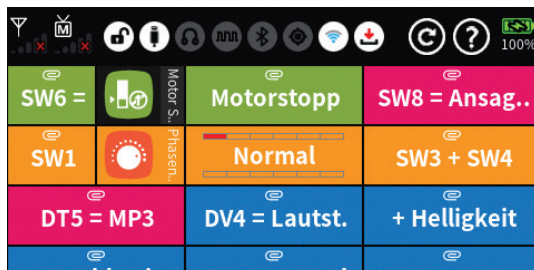 M
100%
SW6 =
Motor S..
Motorstopp
SW8 = Ansag..
SW1
Phasen..
Normal
SW3 + SW4
DT5 = MP3
DV4 = Lautst.
+ Helligkeit